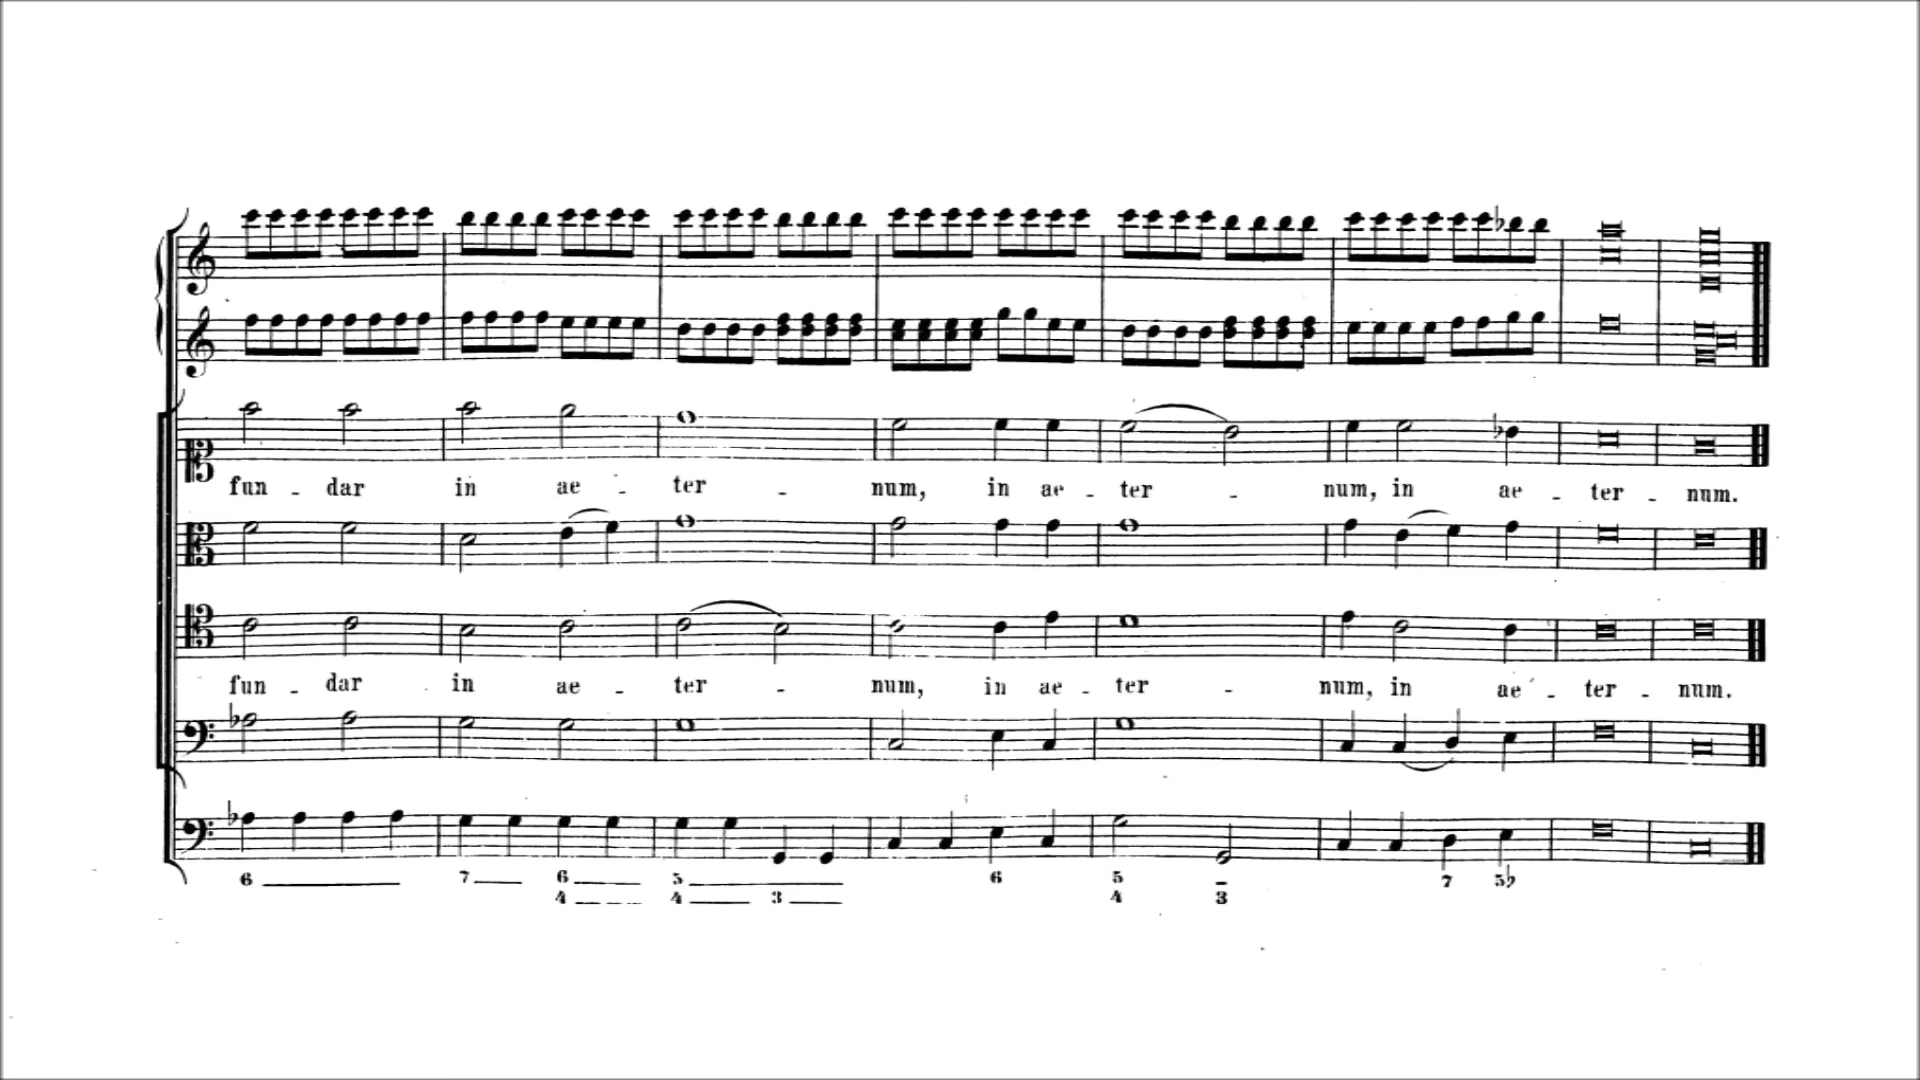 fun - dar in ae - ter - num, in ae - ter - num, in ae - ter - num.
fun - dar in ae - ter - num, in ae - ter - num, in ae - ter - num.
6 7 6 5 6 5 7 5♭
4 4 3 4 3